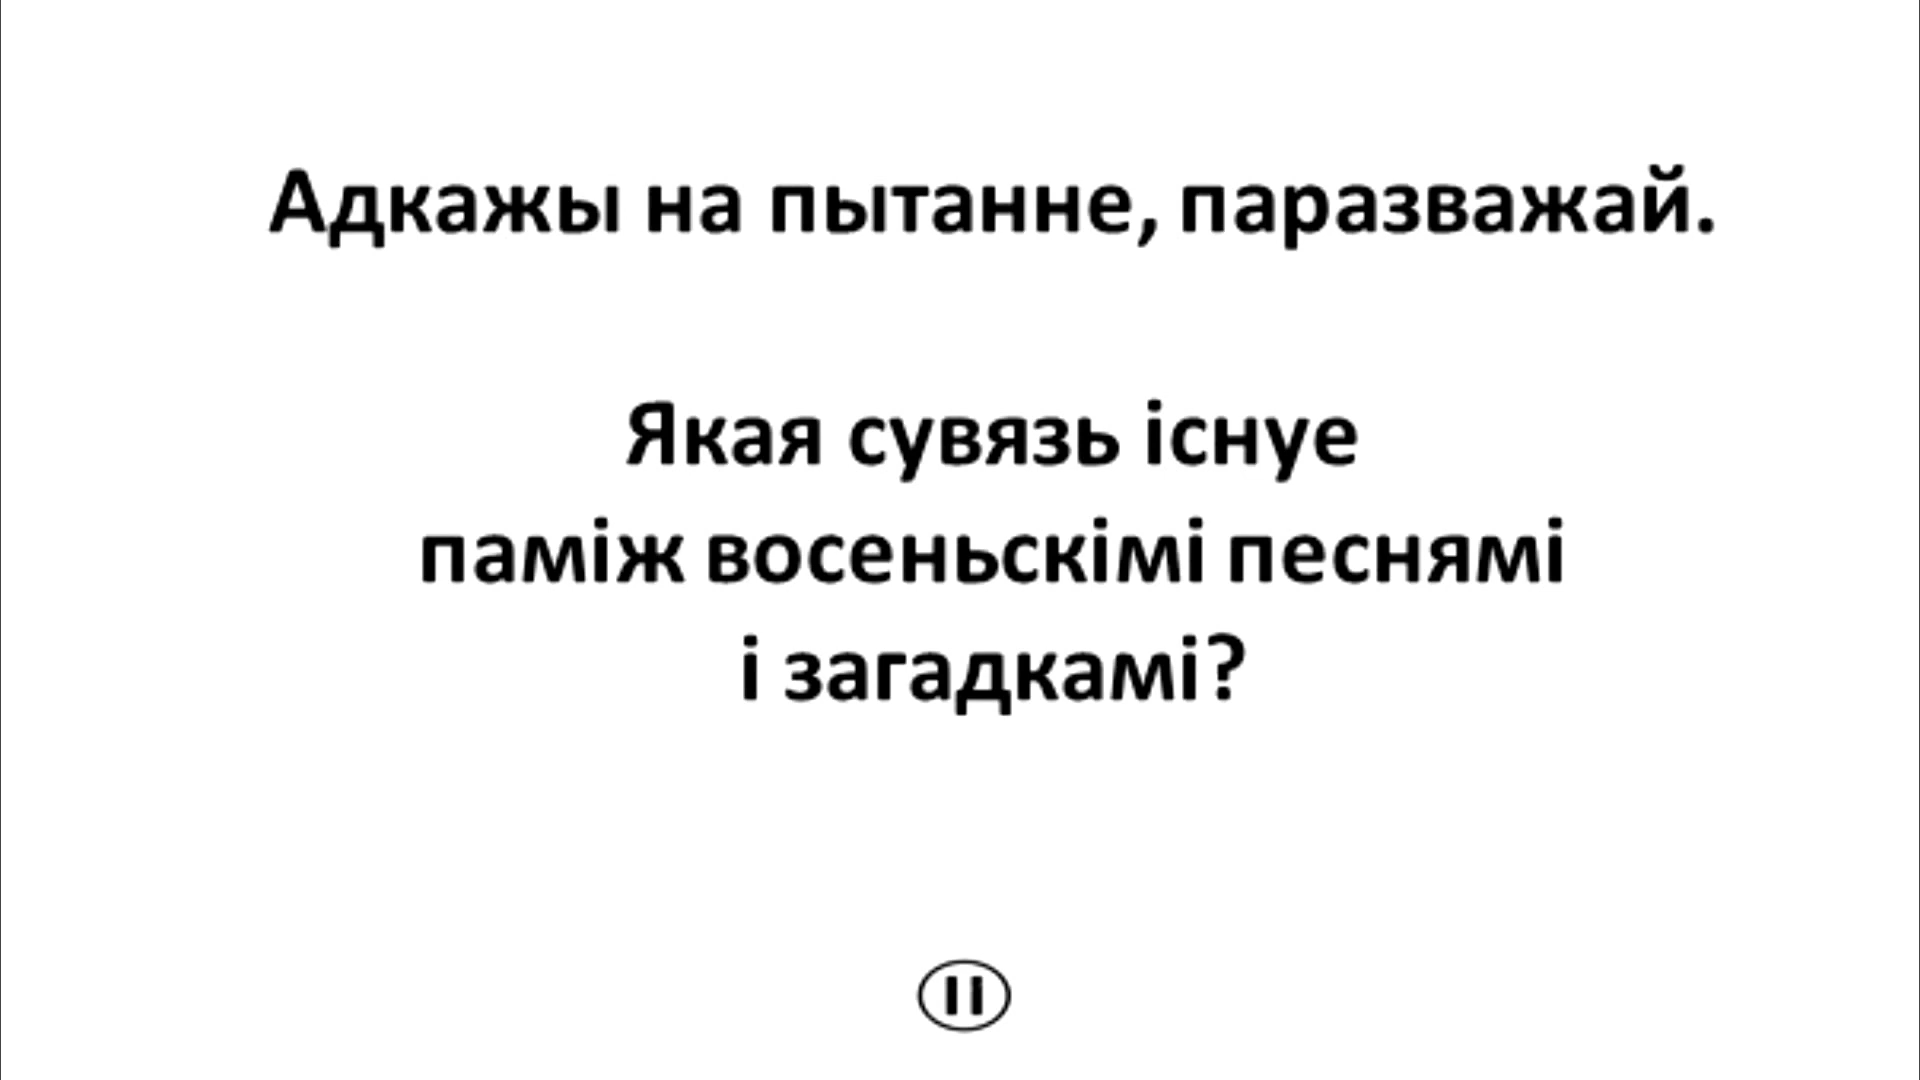 Адкажы на пытанне, паразважай.
Якая сувязь існуе
паміж восеньскімі песнямі
і загадкамі?